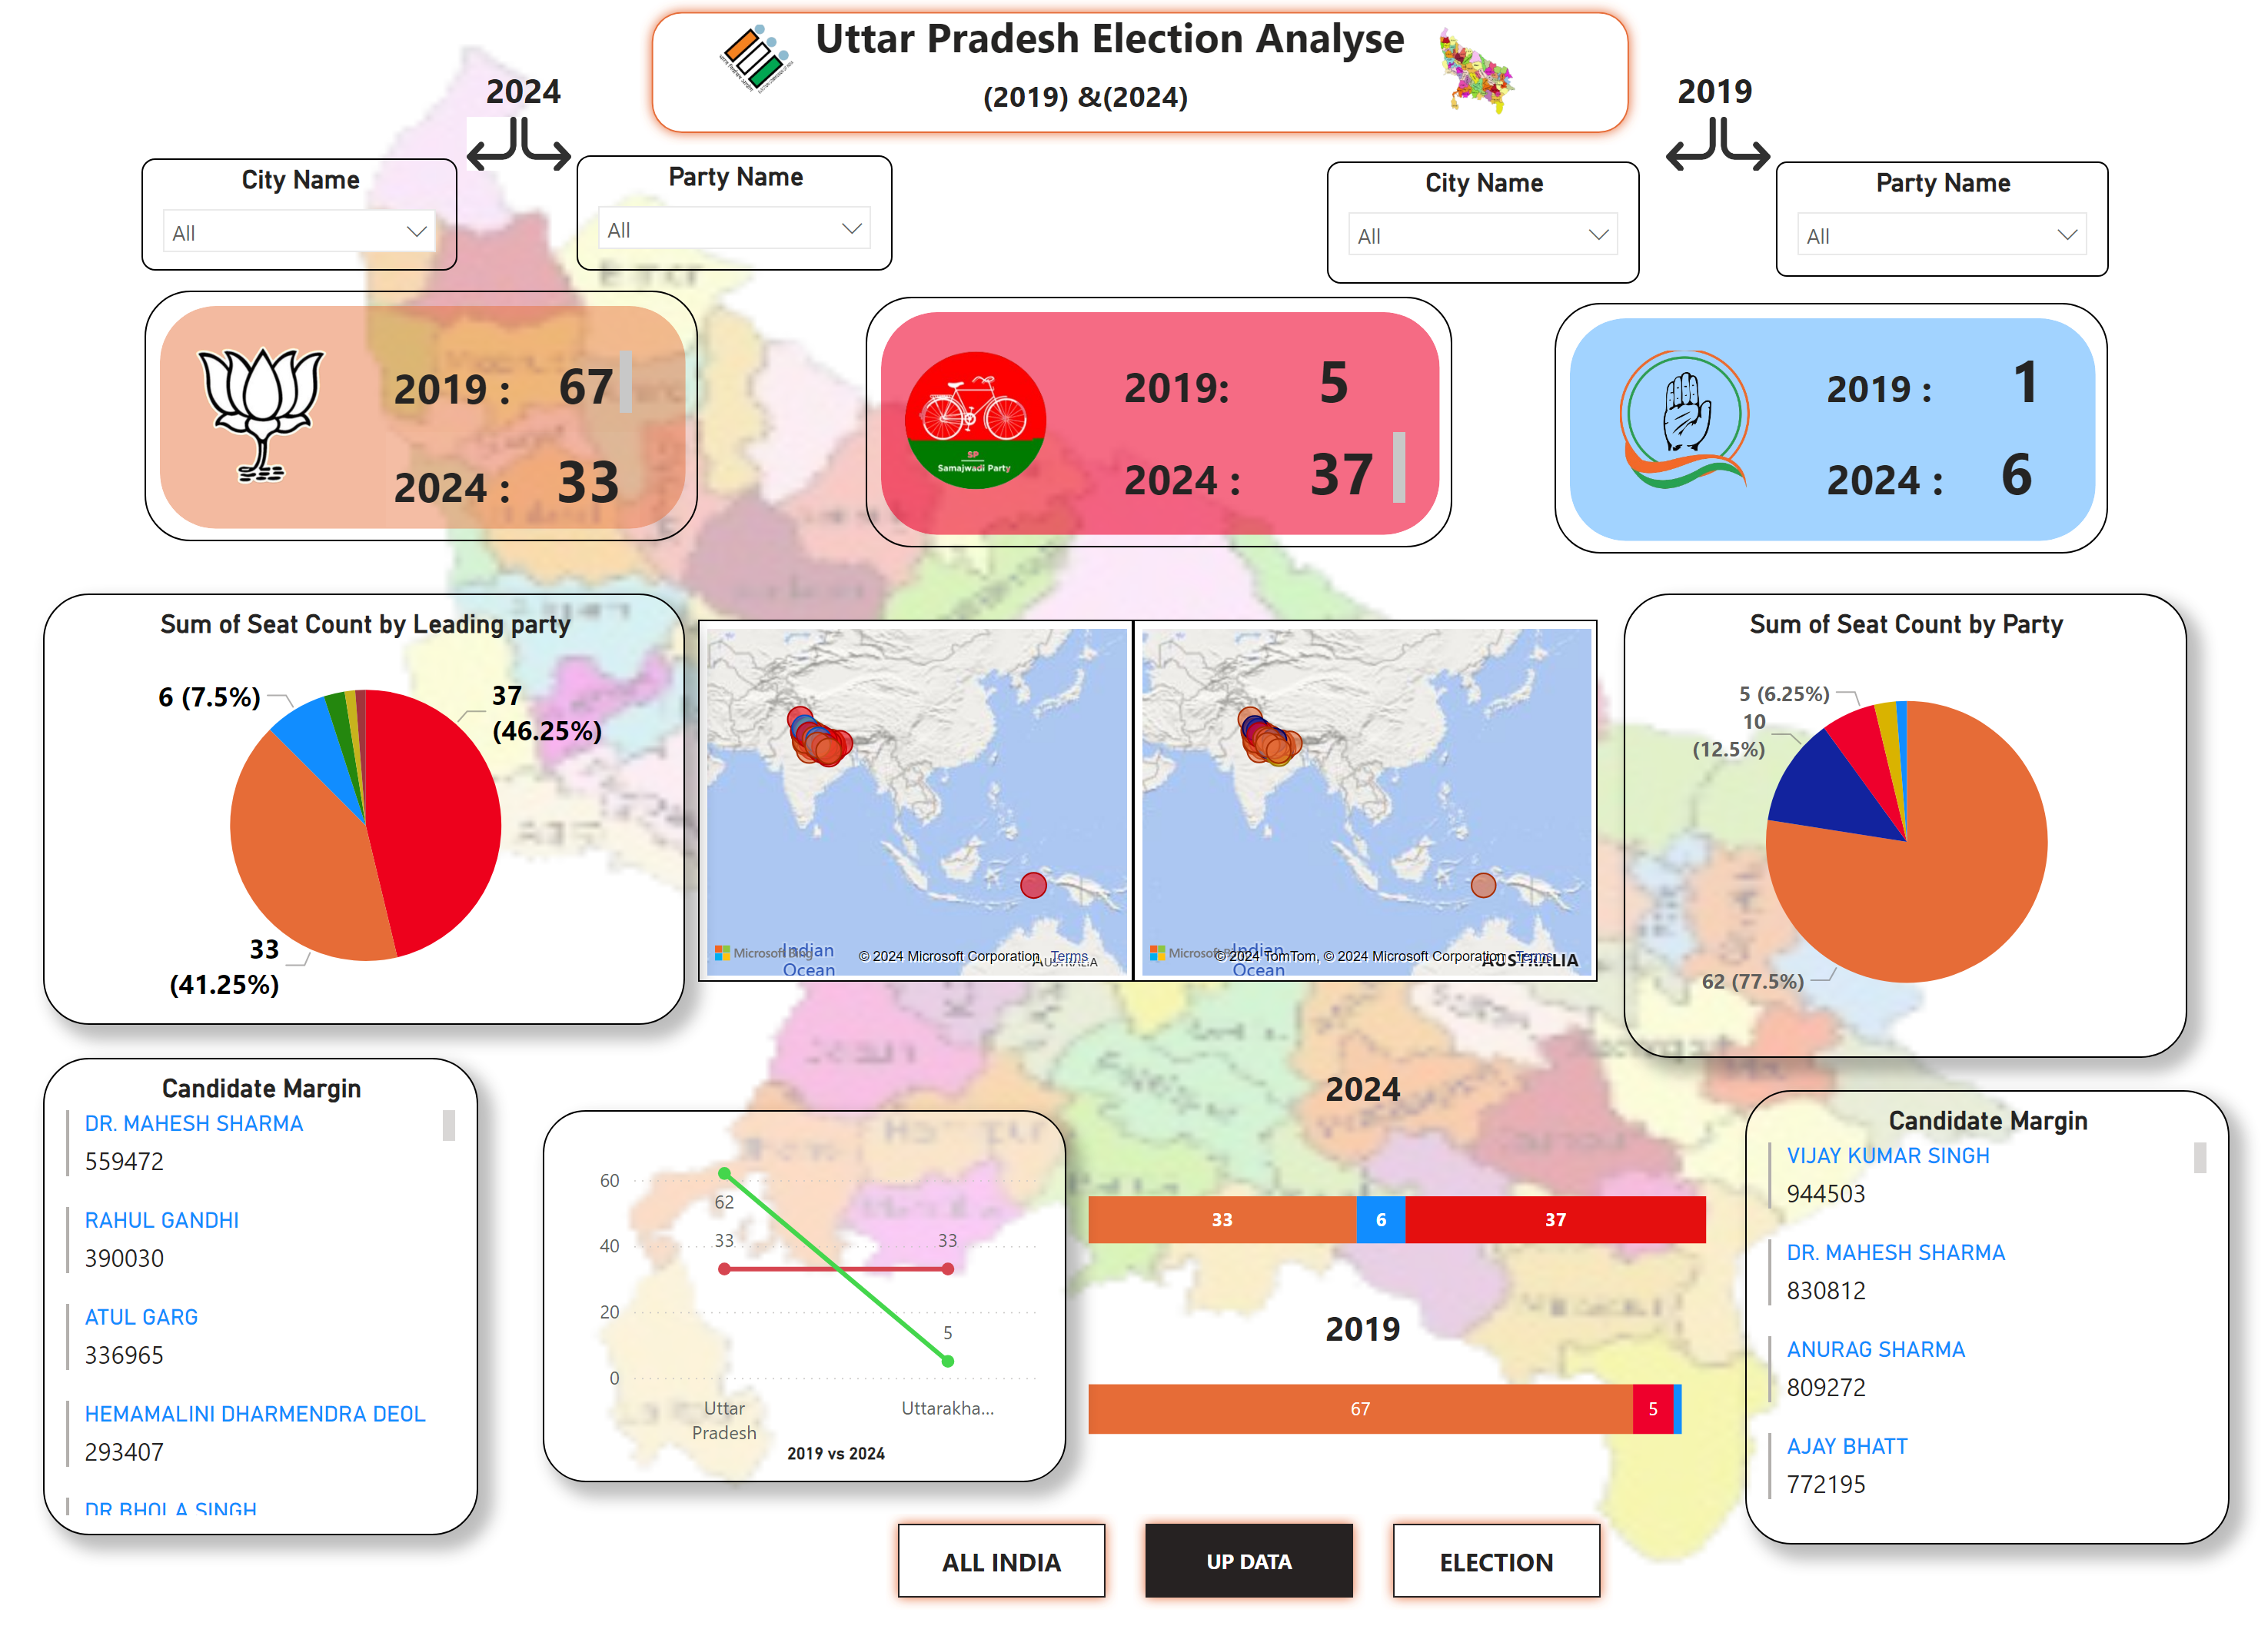 Uttar Pradesh Election Analyse
(2019) &(2024)
2024
2019
City Name
All
Party Name
All
City Name
All
Party Name
All
2019 : 67
2024 : 33
SP
Samajwadi Party
2019: 5
2024 : 37
2019 : 1
2024 : 6
Sum of Seat Count by Leading party
6 (7.5%)
37
(46.25%)
33
(41.25%)
Microsoft Bing
Indian
Ocean
© 2024 Microsoft Corporation Terms
AUSTRALIA
Indian
Ocean
© 2024 TomTom, © 2024 Microsoft Corporation Terms
AUSTRALIA
Sum of Seat Count by Party
5 (6.25%)
10
(12.5%)
62 (77.5%)
Candidate Margin
DR. MAHESH SHARMA
559472
RAHUL GANDHI
390030
ATUL GARG
336965
HEMAMALINI DHARMENDRA DEOL
293407
DR BHOLA SINGH
60
40
20
0
62
33
33
5
Uttar
Pradesh
Uttarakha...
2019 vs 2024
2024
33 6 37
2019
67 5
Candidate Margin
VIJAY KUMAR SINGH
944503
DR. MAHESH SHARMA
830812
ANURAG SHARMA
809272
AJAY BHATT
772195
ALL INDIA
UP DATA
ELECTION